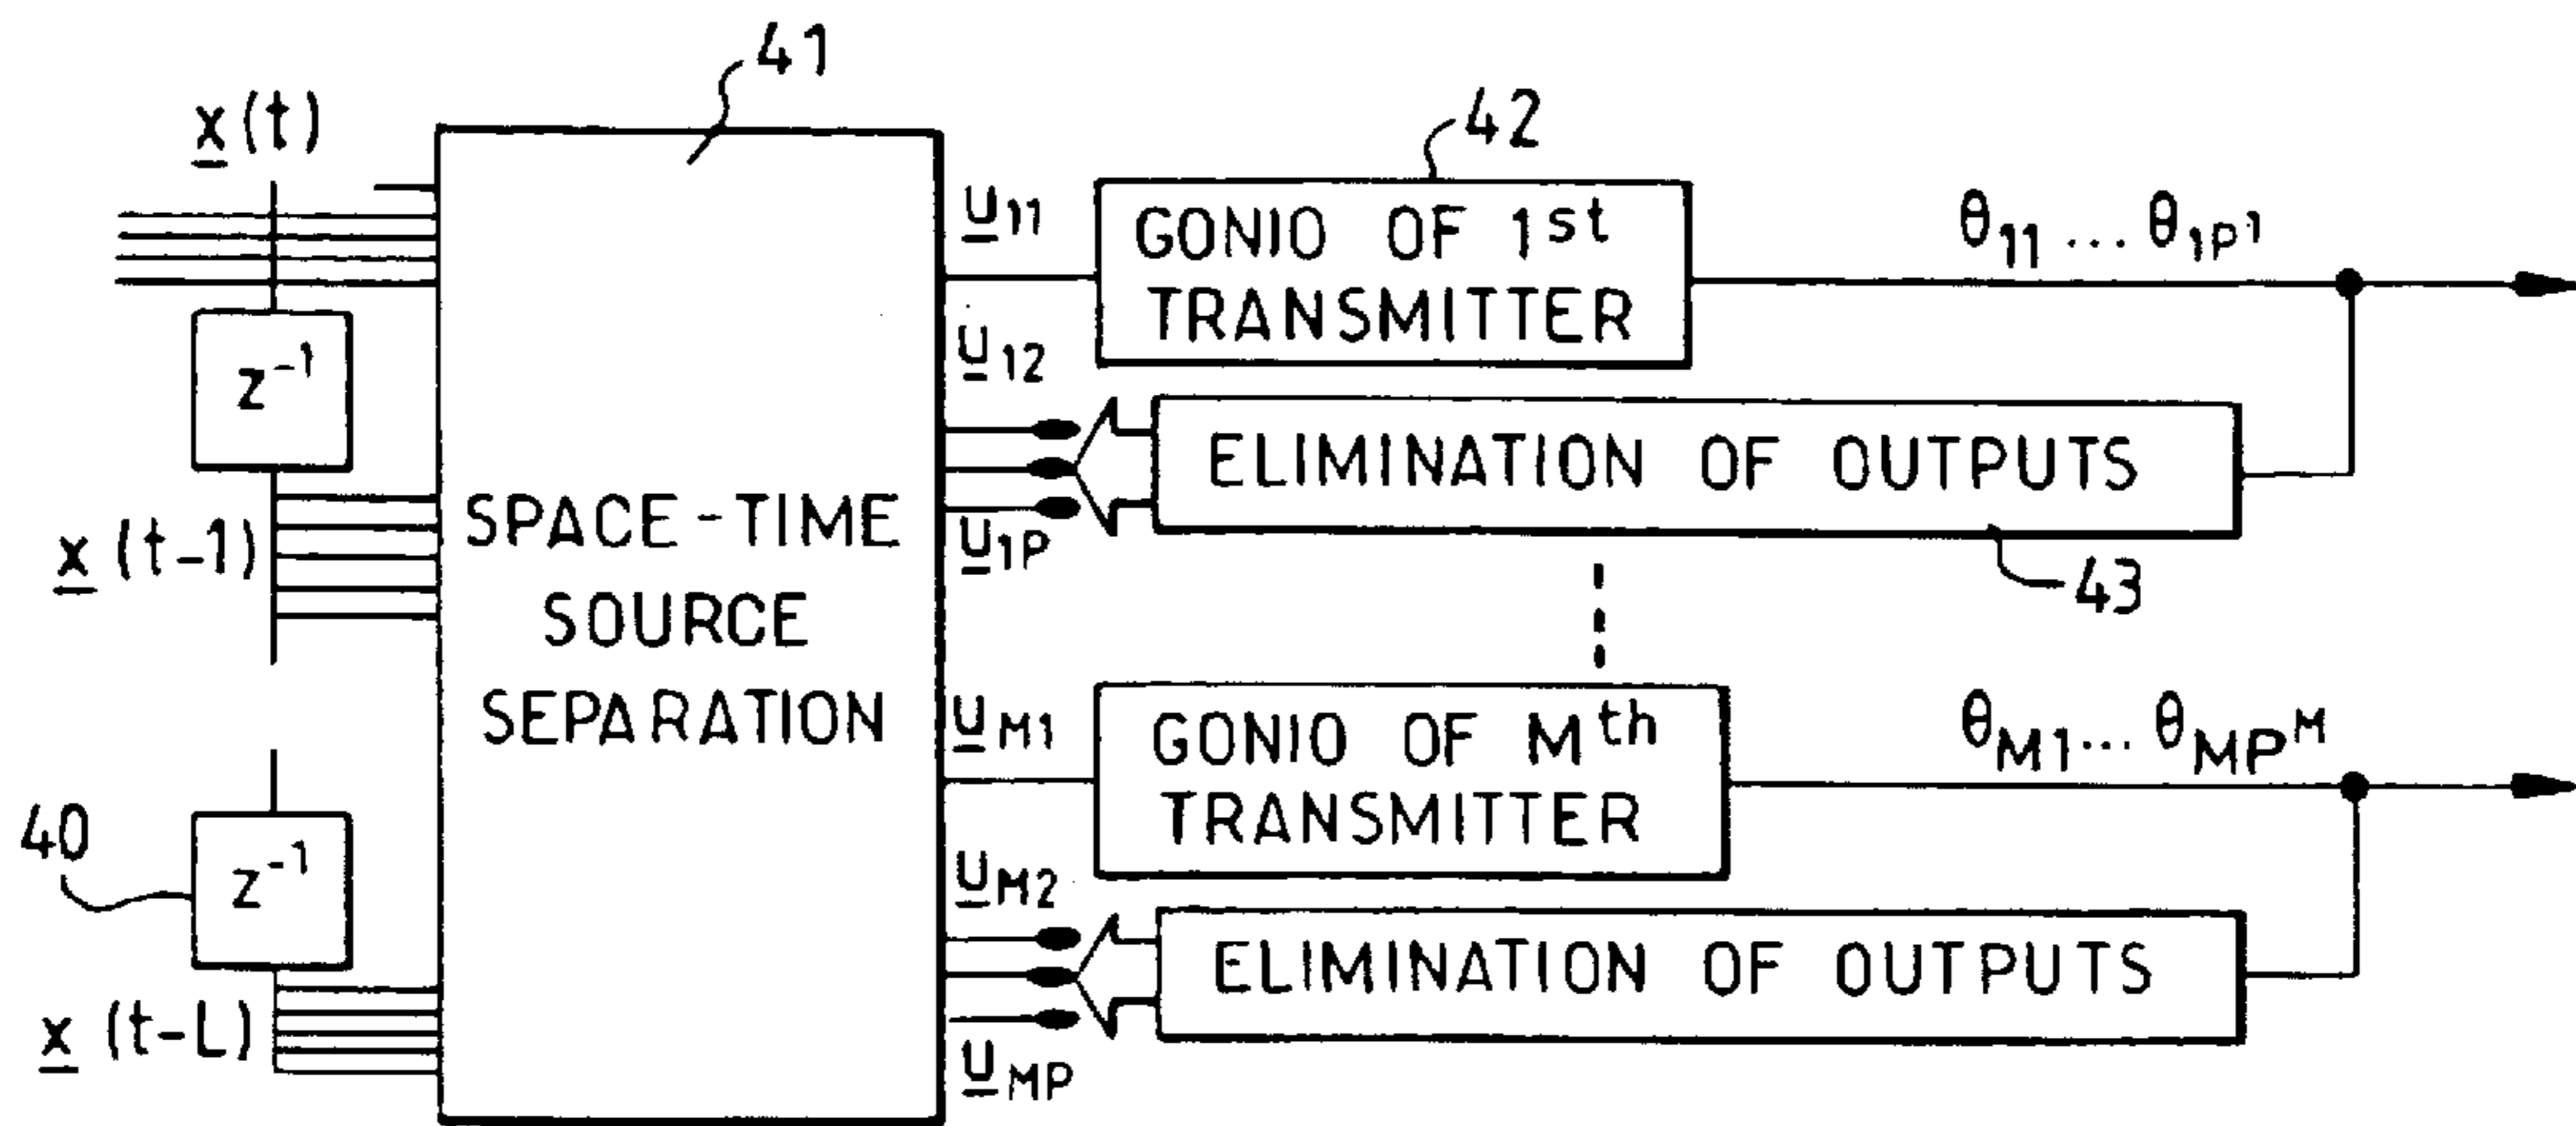 41
x(t)
42
u11
GONIO OF 1st
TRANSMITTER
θ11 ... θ1P1
z-1
u12
ELIMINATION OF OUTPUTS
x (t-1)
SPACE-TIME
SOURCE
SEPARATION
u1P
43
uM1
GONIO OF Mth
TRANSMITTER
θM1... θMPM
40
z-1
uM2
ELIMINATION OF OUTPUTS
x (t-L)
uMP